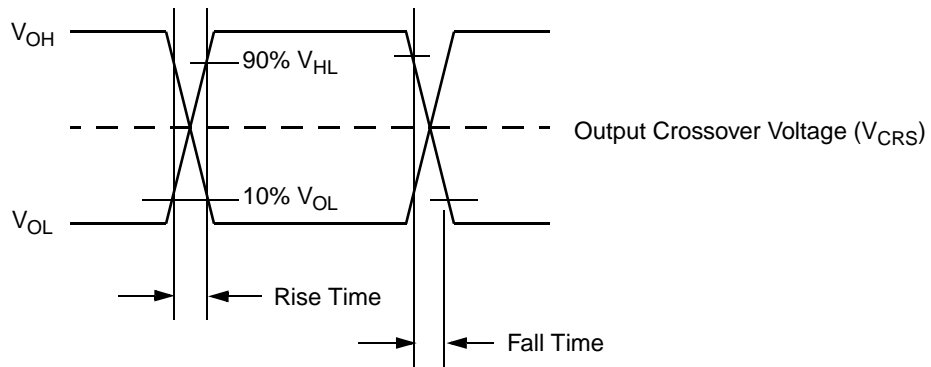 VOH
90% VHL
Output Crossover Voltage (VCRS)
10% VOL
VOL
Rise Time
Fall Time